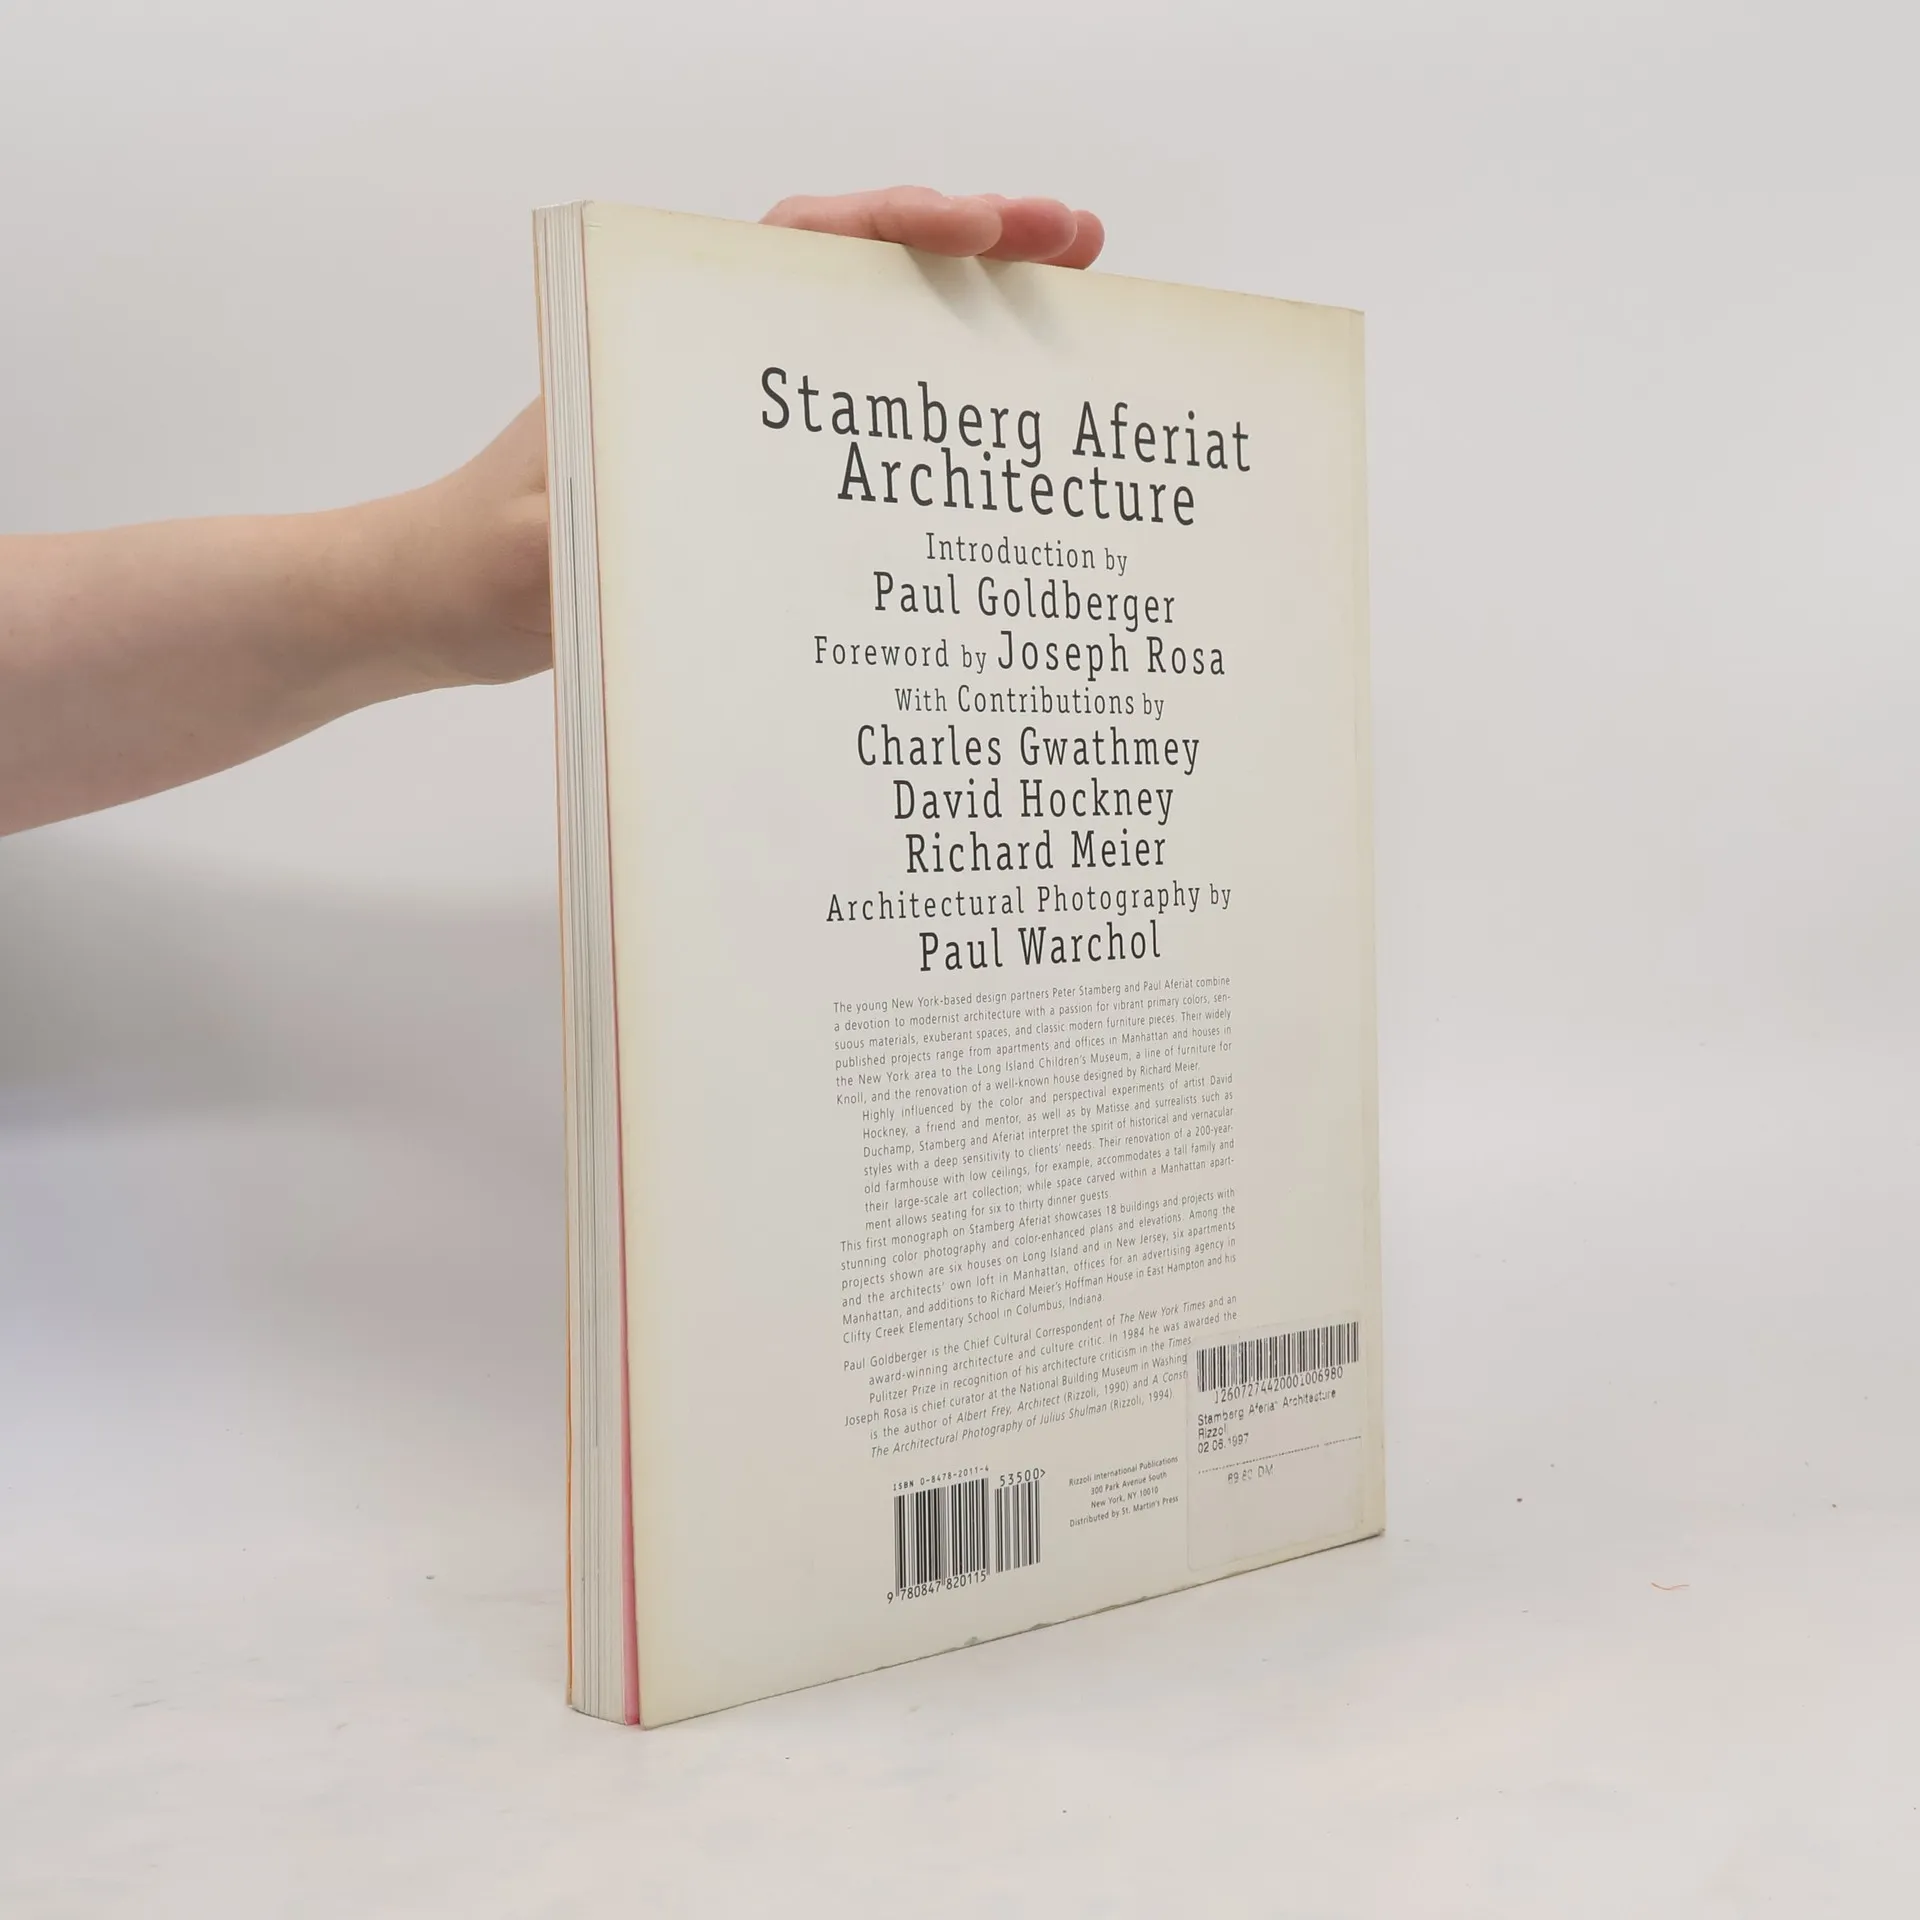 Stamberg Aferiat
Architecture
Introduction by
Paul Goldberger
Foreword by Joseph Rosa
With Contributions by
Charles Gwathmey
David Hockney
Richard Meier
Architectural Photography by
Paul Warchol
The young New York-based design partners Peter Stamberg and Paul Aferiat combine
a devotion to modernist architecture with a passion for vibrant primary colors, sen-
suous materials, exuberant spaces, and classic modern furniture pieces. Their widely
published projects range from apartments and offices in Manhattan and houses in
the New York area to the Long Island Children's Museum, a line of furniture for
Knoll, and the renovation of a well-known house designed by Richard Meier.
Highly influenced by the color and perspectival experiments of artist David
Hockney, a friend and mentor, as well as by Matisse and surrealists such as
Duchamp, Stamberg and Aferiat interpret the spirit of historical and vernacular
styles with a deep sensitivity to clients' needs. Their renovation of a 200-year-
old farmhouse with low ceilings, for example, accommodates a tall family and
their large-scale art collection; while space carved within a Manhattan apart-
ment allows seating for six to thirty dinner guests
This first monograph on Stamberg Aferiat showcases 18 buildings and projects with
stunning color photography and color-enhanced plans and elevations. Among the
projects shown are six houses on Long Island and in New Jersey, six apartments
and the architects' own loft in Manhattan, offices for an advertising agency in
Manhattan, and additions to Richard Meier's Hoffman House in East Hampton and his
Clifty Creek Elementary School in Columbus, Indiana.
Paul Goldberger is the Chief Cultural Correspondent of The New York Times and an
award-winning architecture and culture critic. In 1984 he was awarded the
Pulitzer Prize in recognition of his architecture criticism in the Times.
Joseph Rosa is chief curator at the National Building Museum in Washing
is the author of Albert Frey, Architect (Rizzoli, 1990) and A Const
The Architectural Photography of Julius Shulman (Rizzoli, 1994)
ISBN 0-8478-2011-4
53500>
9 780847 820115
Rizzoli International Publications
300 Park Avenue South
New York, NY 10010
Distributed by St. Martin's Press
12607274420001006980
Stamberg Aferiat Architecture
Rizzoli
02.06.1997
DM